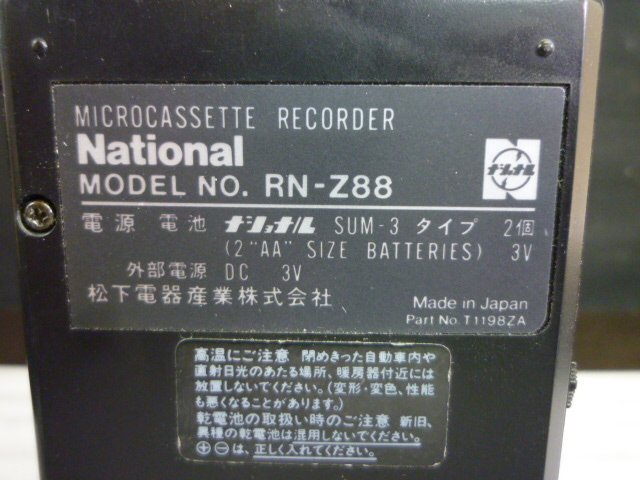 MICROCASSETTE RECORDER
National
MODEL NO. RN-Z88
ナショナル
電源 電池 ナショナル SUM-3 タイプ 2個
(2 "AA" SIZE BATTERIES) 3V
外部電源 DC 3V
松下電器産業株式会社
Made in Japan
Part No. T1198ZA
高温にご注意 閉めきった自動車内や
直射日光のあたる場所、暖房器付近には
放置しないでください。(変形・変色、性能
も悪くなることがあります。)
乾電池の取扱い時のご注意 新旧、
異種の乾電池は混用しないでください。
⊕⊖は、正しく入れてください。